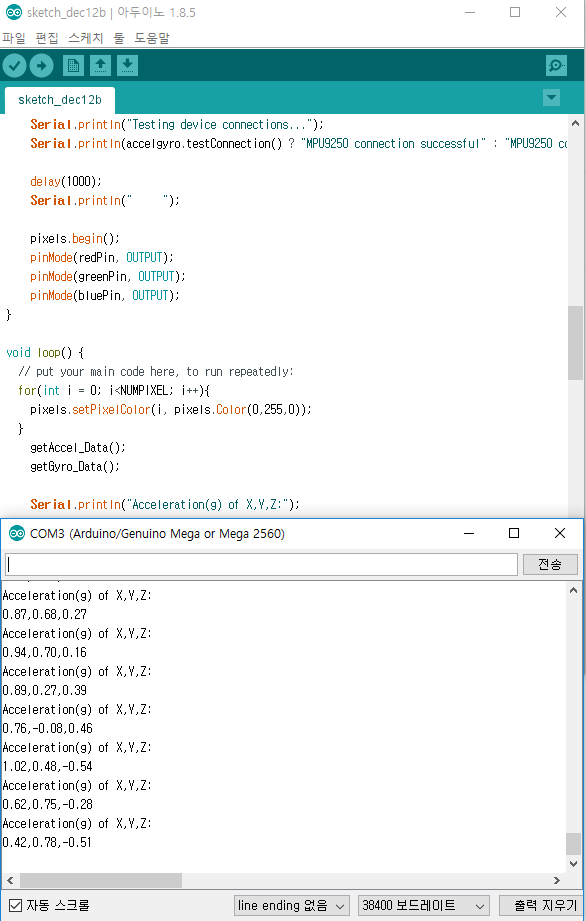 sketch_dec12b | 아두이노 1.8.5
파일 편집 스케치 툴 도움말
sketch_dec12b
Serial.println("Testing device connections...");
Serial.println(accelgyro.testConnection() ? "MPU9250 connection successful" : "MPU9250 co
delay(1000);
Serial.println("     ");
pixels.begin();
pinMode(redPin, OUTPUT);
pinMode(greenPin, OUTPUT);
pinMode(bluePin, OUTPUT);
}
void loop() {
// put your main code here, to run repeatedly:
for(int i = 0; i<NUMPIXEL; i++){
pixels.setPixelColor(i, pixels.Color(0,255,0));
}
getAccel_Data();
getGyro_Data();
Serial.println("Acceleration(g) of X,Y,Z:");
COM3 (Arduino/Genuino Mega or Mega 2560)
전송
Acceleration(g) of X,Y,Z:
0.87,0.68,0.27
Acceleration(g) of X,Y,Z:
0.94,0.70,0.16
Acceleration(g) of X,Y,Z:
0.89,0.27,0.39
Acceleration(g) of X,Y,Z:
0.76,-0.08,0.46
Acceleration(g) of X,Y,Z:
1.02,0.48,-0.54
Acceleration(g) of X,Y,Z:
0.62,0.75,-0.28
Acceleration(g) of X,Y,Z:
0.42,0.78,-0.51
자동 스크롤 line ending 없음 38400 보드레이트 출력 지우기